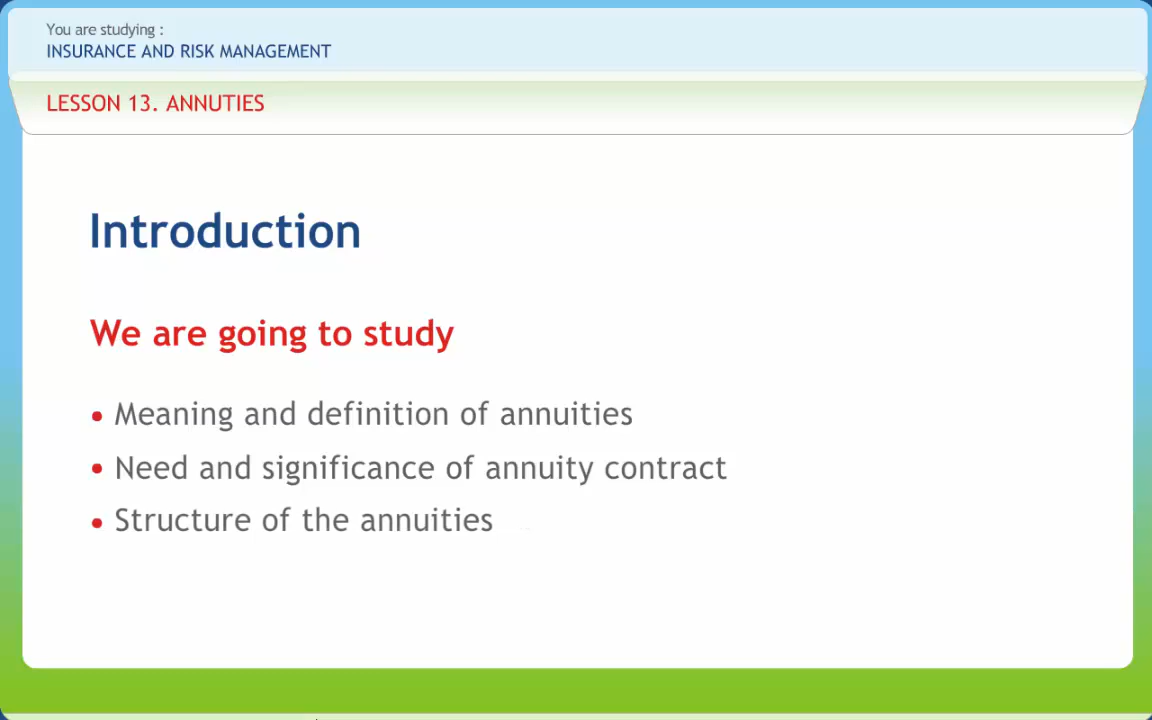 You are studying :
INSURANCE AND RISK MANAGEMENT
LESSON 13. ANNUTIES
Introduction
We are going to study
• Meaning and definition of annuities
• Need and significance of annuity contract
• Structure of the annuities